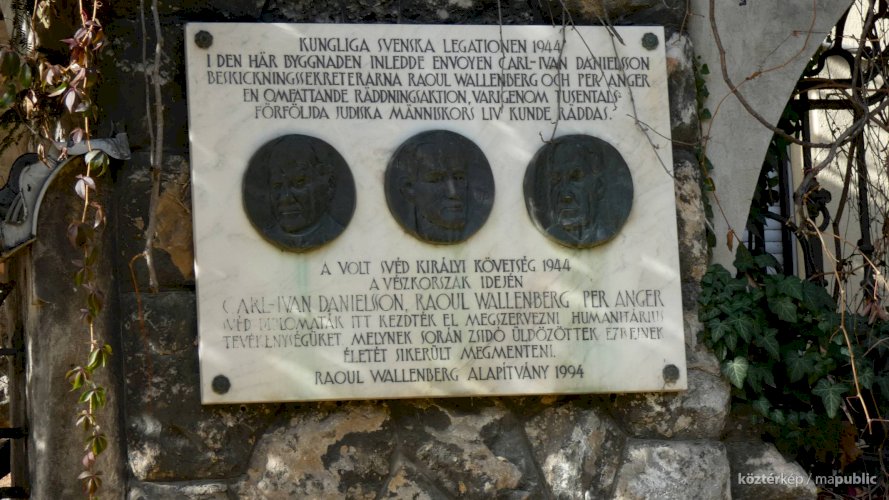 KUNGLIGA SVENSKA LEGATIONEN 1944
I DEN HÄR BYGGNADEN INLEDDE ENVOYEN CARL-IVAN DANIELSSON
BESKICKNINGSSEKRETERARNA RAOUL WALLENBERG OCH PER ANGER
EN OMFATTANDE RÄDDNINGSAKTION, VARIGENOM TUSENTALS
FÖRFÖLJDA JUDISKA MÄNNISKORS LIV KUNDE RÄDDAS.
A VOLT SVÉD KIRÁLYI KÖVETSÉG 1944
A VÉSZKORSZAK IDEJÉN
CARL-IVAN DANIELSSON, RAOUL WALLENBERG, PER ANGER
SVÉD DIPLOMATÁK ITT KEZDTÉK EL MEGSZERVEZNI HUMANITÁRIUS
TEVÉKENYSÉGÜKET, MELYNEK SORÁN ZSIDÓ ÜLDÖZÖTTEK EZREINEK
ÉLETÉT SIKERÜLT MEGMENTENI.
RAOUL WALLENBERG ALAPÍTVÁNY 1994
köztérkép / mapublic